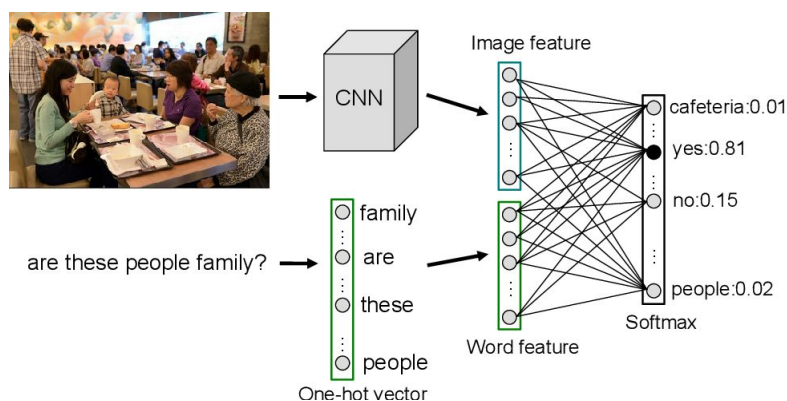 CNN
Image feature
cafeteria:0.01
yes:0.81
no:0.15
people:0.02
Softmax
are these people family?
family
are
these
people
One-hot vector
Word feature